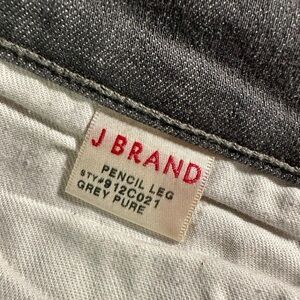 J BRAND
PENCIL LEG
STY#912C021
GREY PURE